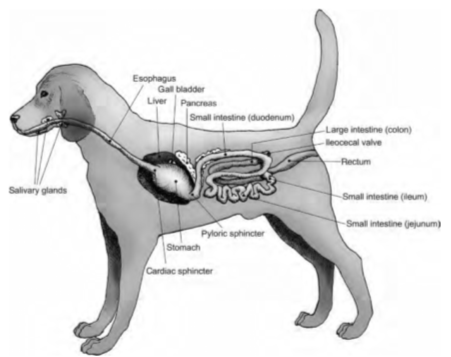 Esophagus
Gall bladder
Liver
Pancreas
Small intestine (duodenum)
Large intestine (colon)
Ileocecal valve
Rectum
Salivary glands
Small intestine (ileum)
Small intestine (jejunum)
Pyloric sphincter
Stomach
Cardiac sphincter